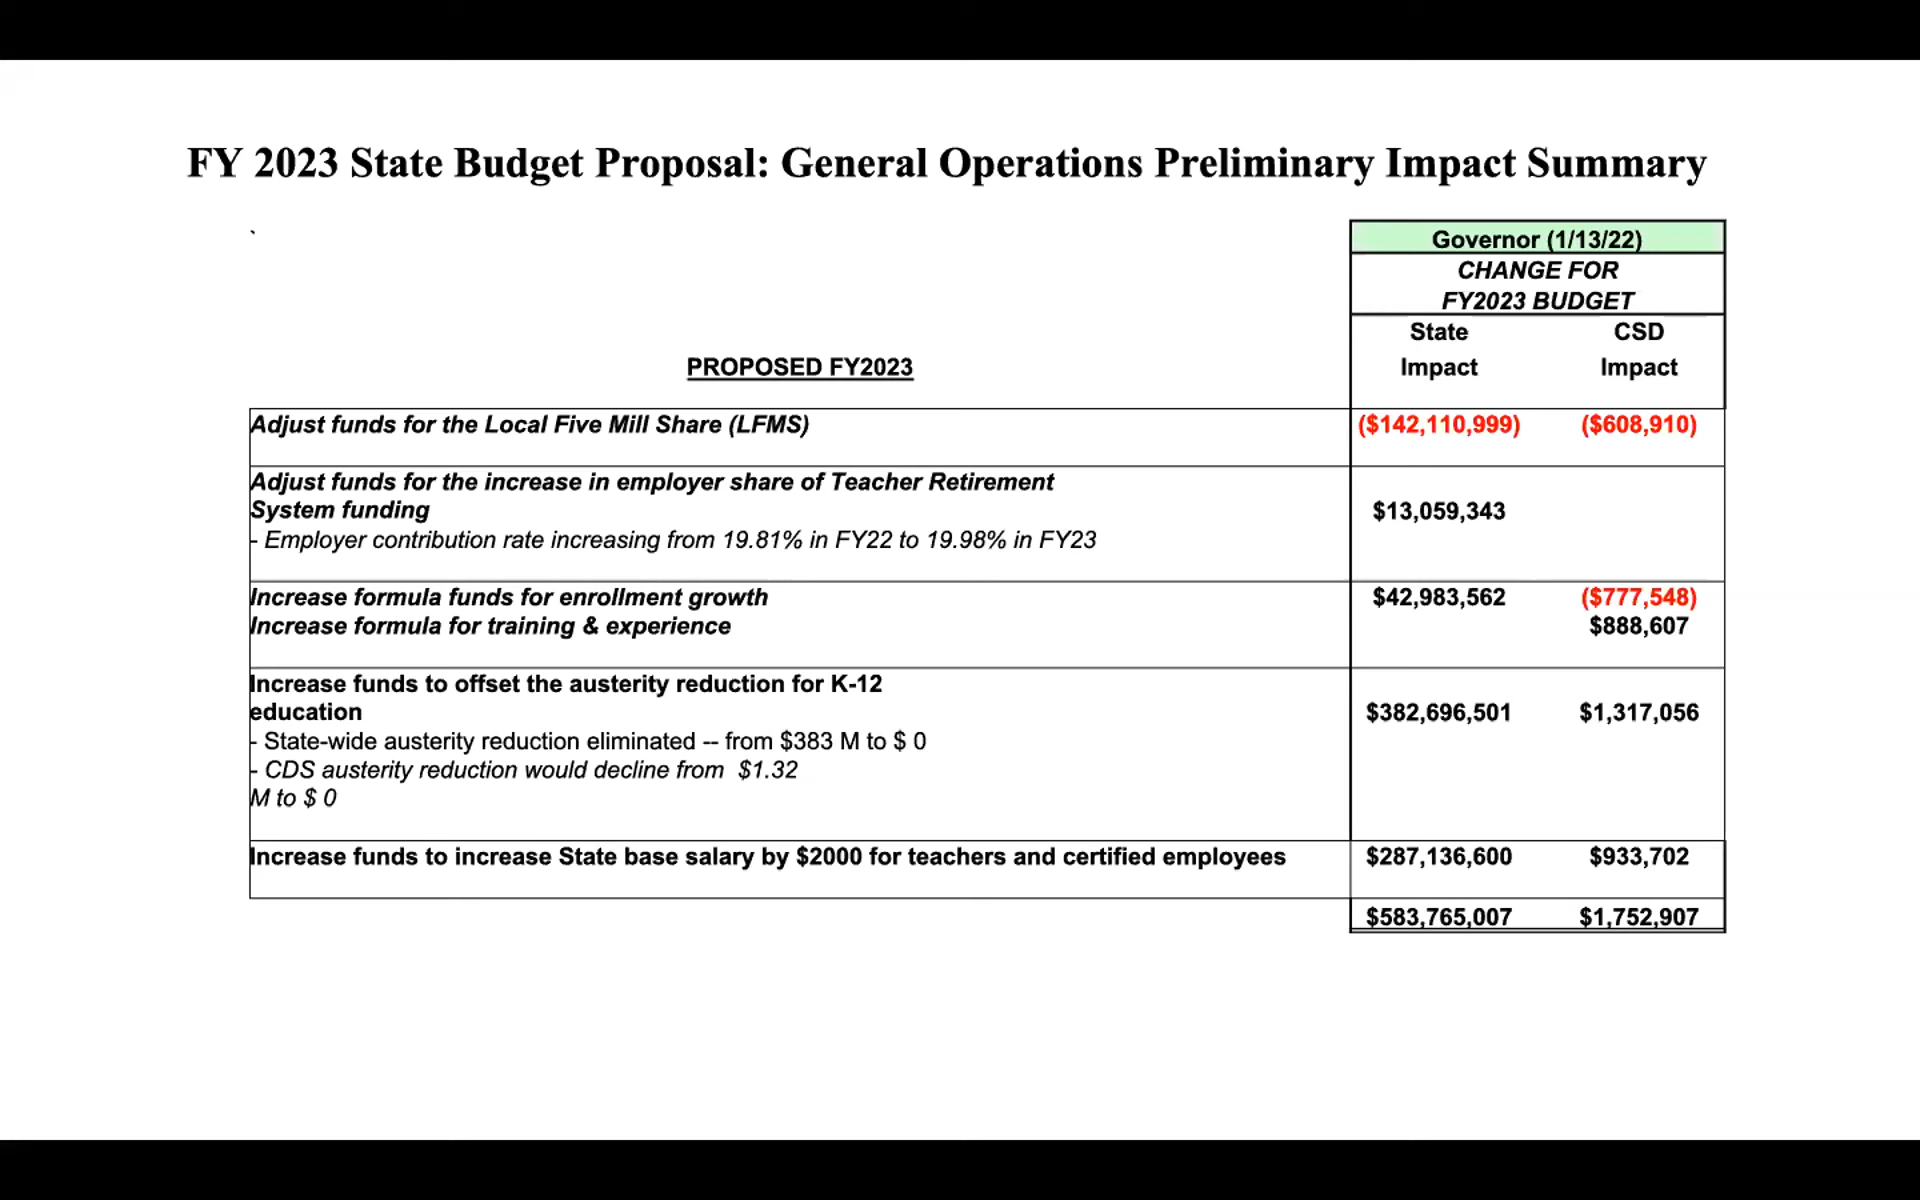 FY 2023 State Budget Proposal: General Operations Preliminary Impact Summary
`
Governor (1/13/22)
CHANGE FOR
FY2023 BUDGET
State CSD
PROPOSED FY2023 Impact Impact
Adjust funds for the Local Five Mill Share (LFMS) ($142,110,999) ($608,910)
Adjust funds for the increase in employer share of Teacher Retirement
System funding $13,059,343
- Employer contribution rate increasing from 19.81% in FY22 to 19.98% in FY23
Increase formula funds for enrollment growth $42,983,562 ($777,548)
Increase formula for training & experience $888,607
Increase funds to offset the austerity reduction for K-12
education $382,696,501 $1,317,056
- State-wide austerity reduction eliminated -- from $383 M to $ 0
- CDS austerity reduction would decline from $1.32
M to $ 0
Increase funds to increase State base salary by $2000 for teachers and certified employees $287,136,600 $933,702
$583,765,007 $1,752,907